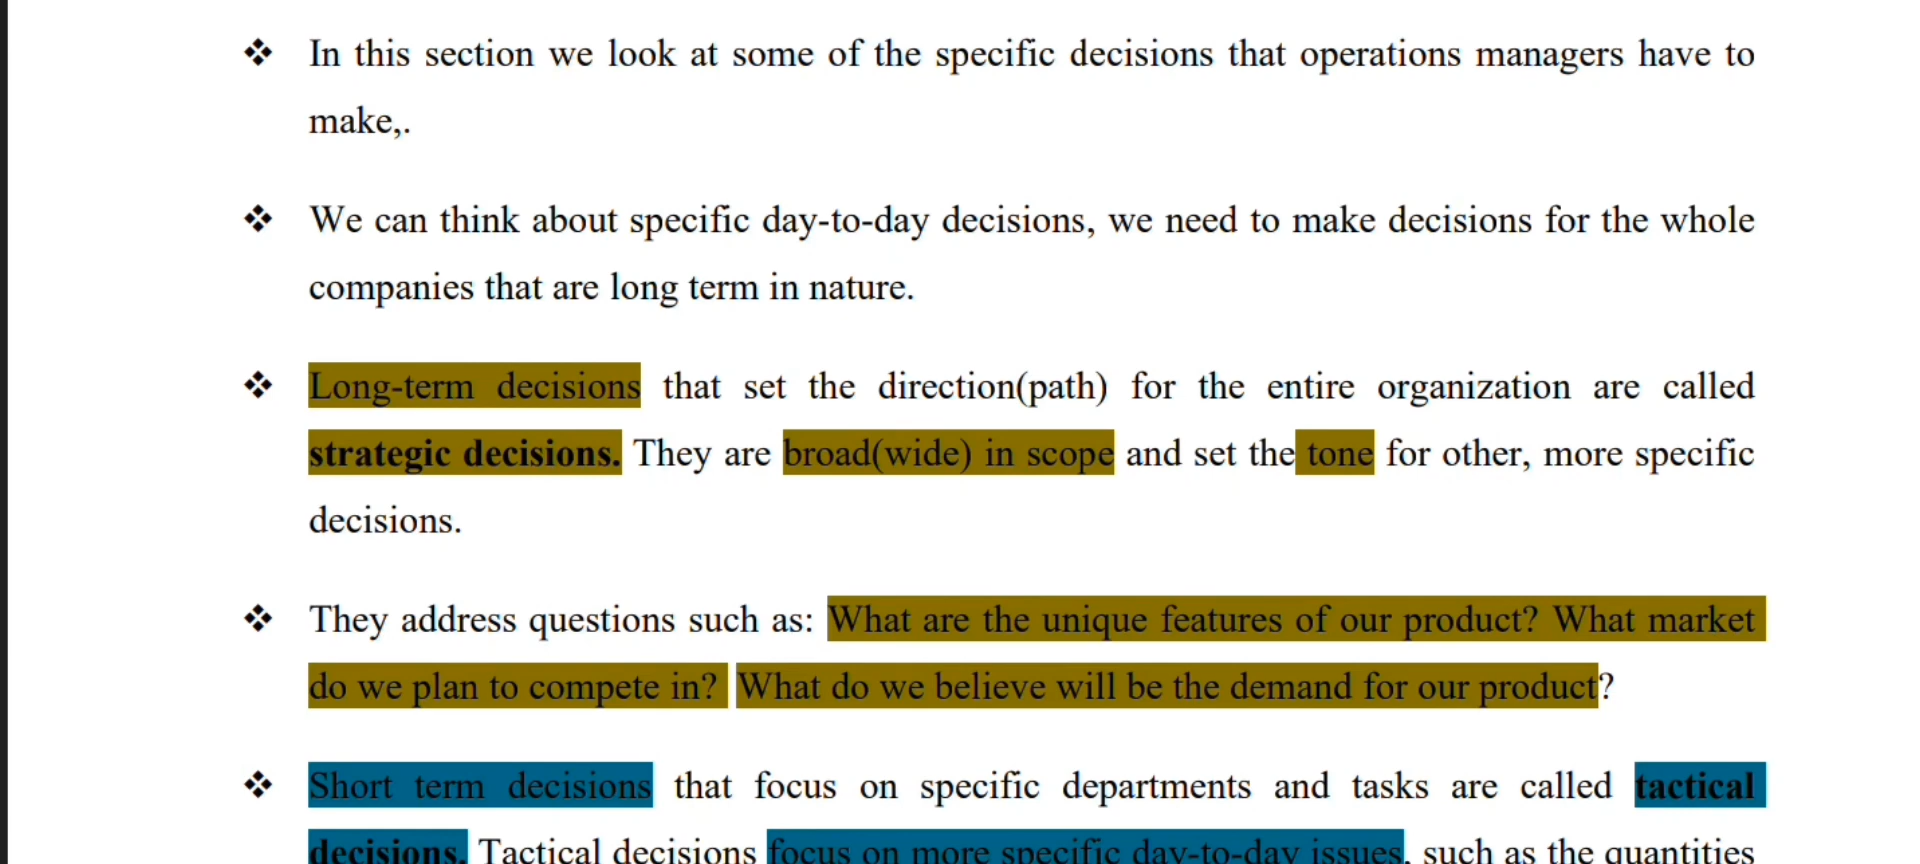 ❖ In this section we look at some of the specific decisions that operations managers have to
make,.
❖ We can think about specific day-to-day decisions, we need to make decisions for the whole
companies that are long term in nature.
❖ Long-term decisions that set the direction(path) for the entire organization are called
strategic decisions. They are broad(wide) in scope and set the tone for other, more specific
decisions.
❖ They address questions such as: What are the unique features of our product? What market
do we plan to compete in? What do we believe will be the demand for our product?
❖ Short term decisions that focus on specific departments and tasks are called tactical
decisions. Tactical decisions focus on more specific day-to-day issues, such as the quantities